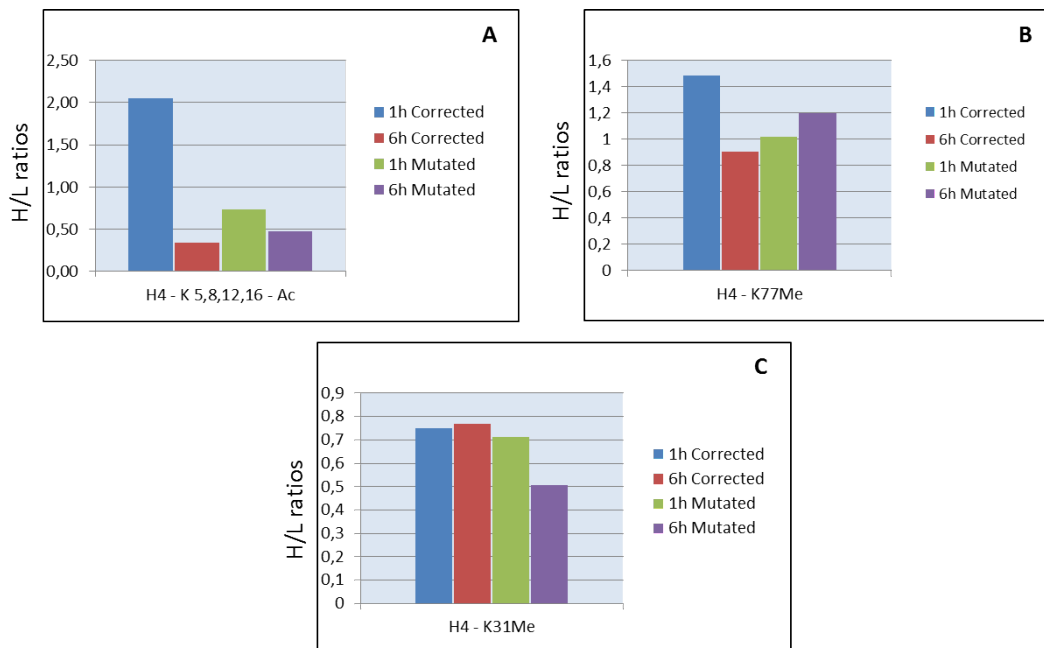 A
H/L ratios
2,50
2,00
1,50
1,00
0,50
0,00
H4 - K 5,8,12,16 - Ac
1h Corrected
6h Corrected
1h Mutated
6h Mutated
B
H/L ratios
1,6
1,4
1,2
1
0,8
0,6
0,4
0,2
0
H4 - K77Me
1h Corrected
6h Corrected
1h Mutated
6h Mutated
C
H/L ratios
0,9
0,8
0,7
0,6
0,5
0,4
0,3
0,2
0,1
0
H4 - K31Me
1h Corrected
6h Corrected
1h Mutated
6h Mutated